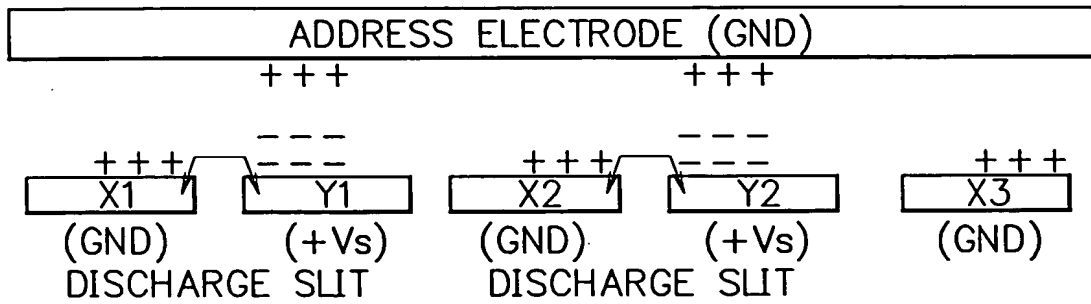 ADDRESS ELECTRODE (GND)
+ + + + + +
– – – – – –
+ + + – – – + + + – – – + + +
X1 Y1 X2 Y2 X3
(GND) (+Vs) (GND) (+Vs) (GND)
DISCHARGE SLIT DISCHARGE SLIT